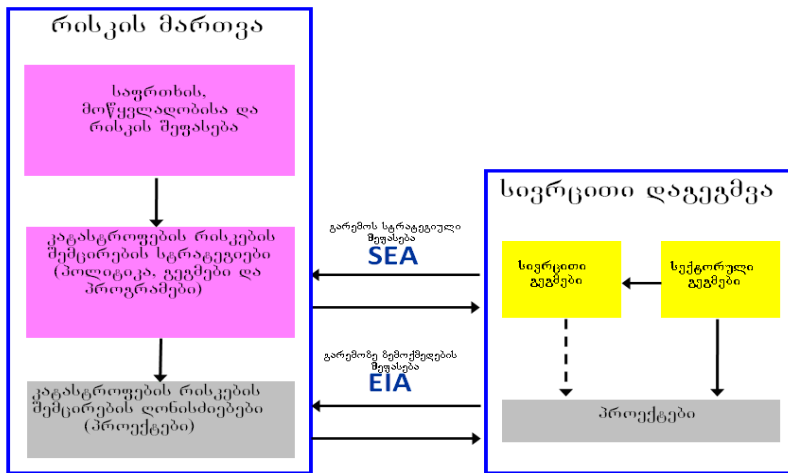 რისკის მართვა
საფრთხის,
მოწყვლადობისა და
რისკის შეფასება
კატასტროფების რისკების
შემცირების სტრატეგიები
(პოლიტიკა, გეგმები და
პროგრამები)
კატასტროფების რისკების
შემცირების ღონისძიებები
(პროექტები)
გარემოს სტრატეგიული
შეფასება
SEA
გარემოზე ზემოქმედების
შეფასება
EIA
სივრცითი დაგეგმვა
სივრცითი
გეგმები
სექტორული
გეგმები
პროექტები